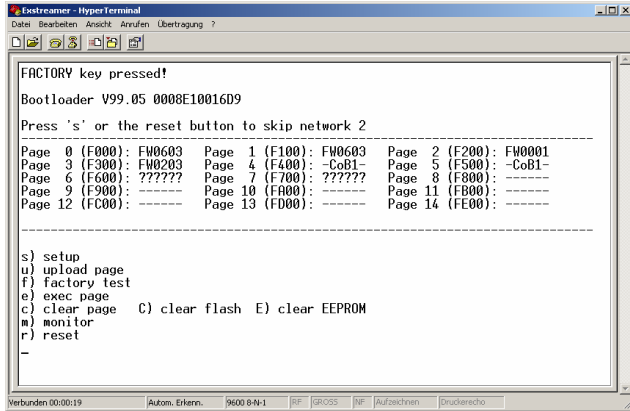 Exstreamer - HyperTerminal
Datei Bearbeiten Ansicht Anrufen Übertragung ?
FACTORY key pressed!
Bootloader V99.05 0008E10016D9
Press 's' or the reset button to skip network 2
--------------------------------------------------------------------------------
Page 0 (F000): FW0603 Page 1 (F100): FW0603 Page 2 (F200): FW0001
Page 3 (F300): FW0203 Page 4 (F400): -CoB1- Page 5 (F500): -CoB1-
Page 6 (F600): ?????? Page 7 (F700): ?????? Page 8 (F800): ------
Page 9 (F900): ------ Page 10 (FA00): ------ Page 11 (FB00): ------
Page 12 (FC00): ------ Page 13 (FD00): ------ Page 14 (FE00): ------
--------------------------------------------------------------------------------
s) setup
u) upload page
f) factory test
e) exec page
c) clear page C) clear flash E) clear EEPROM
m) monitor
r) reset
_
Verbunden 00:00:19 Autom. Erkenn. 9600 8-N-1 RF GROSS NF Aufzeichnen Druckerecho